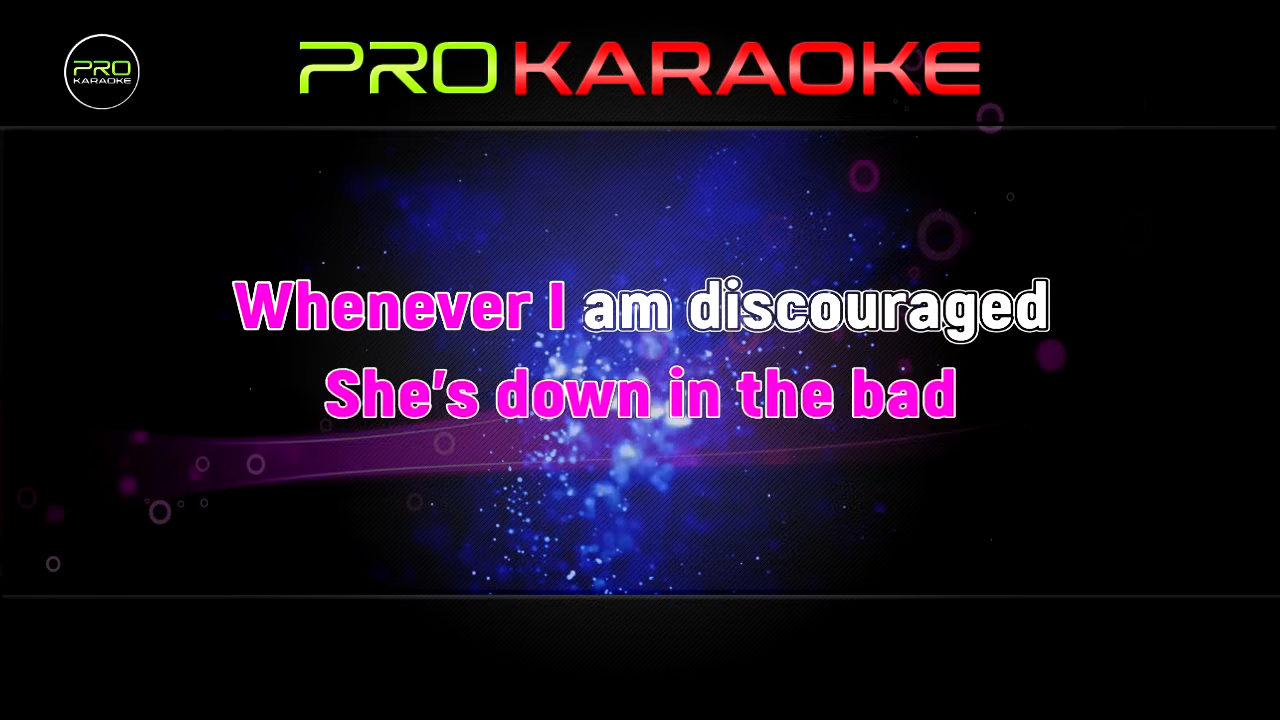 PRO
KARAOKE
PROKARAOKE
Whenever I am discouraged
She's down in the bad